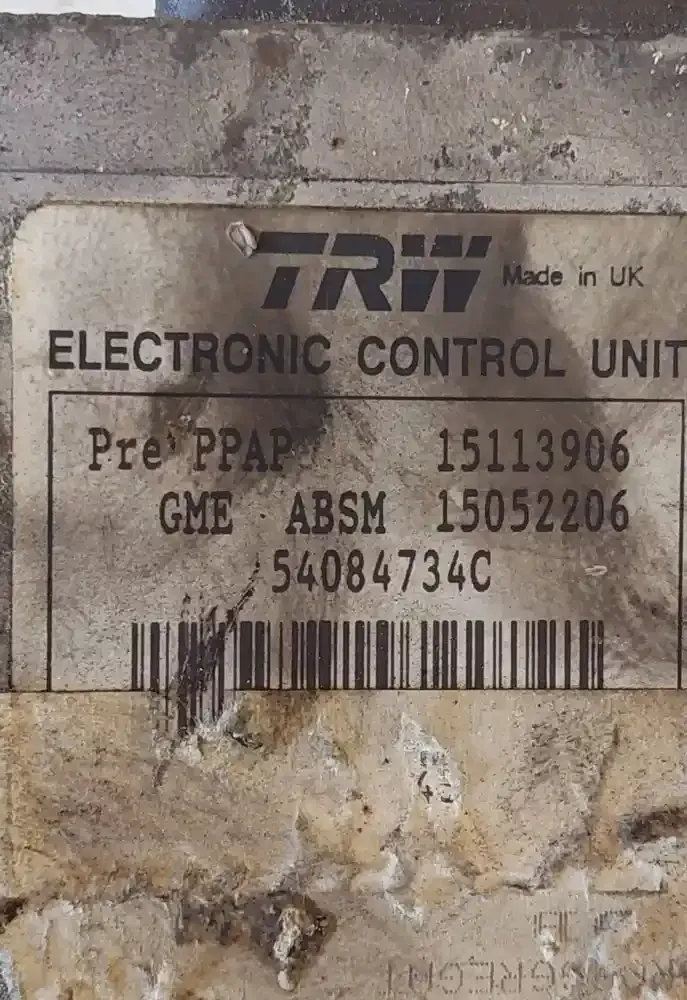 TRW Made in UK
ELECTRONIC CONTROL UNIT
Pre PPAP 15113906
GME ABSM 15052206
54084734C